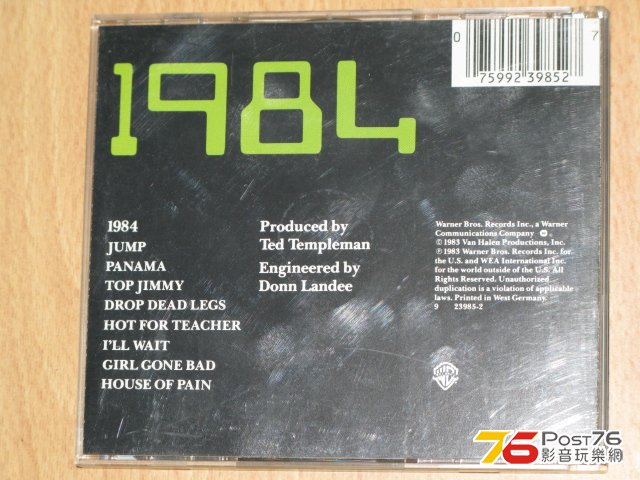 0 75992 39852 7
1984
1984
JUMP
PANAMA
TOP JIMMY
DROP DEAD LEGS
HOT FOR TEACHER
I'LL WAIT
GIRL GONE BAD
HOUSE OF PAIN
Produced by
Ted Templeman
Engineered by
Donn Landee
Warner Bros. Records Inc., a Warner
Communications Company
© 1983 Van Halen Productions, Inc.
℗ 1983 Warner Bros. Records Inc. for
the U.S. and WEA International Inc.
for the world outside of the U.S. All
Rights Reserved. Unauthorized
duplication is a violation of applicable
laws. Printed in West Germany.
9 23985-2
76 Post76
影音玩樂網